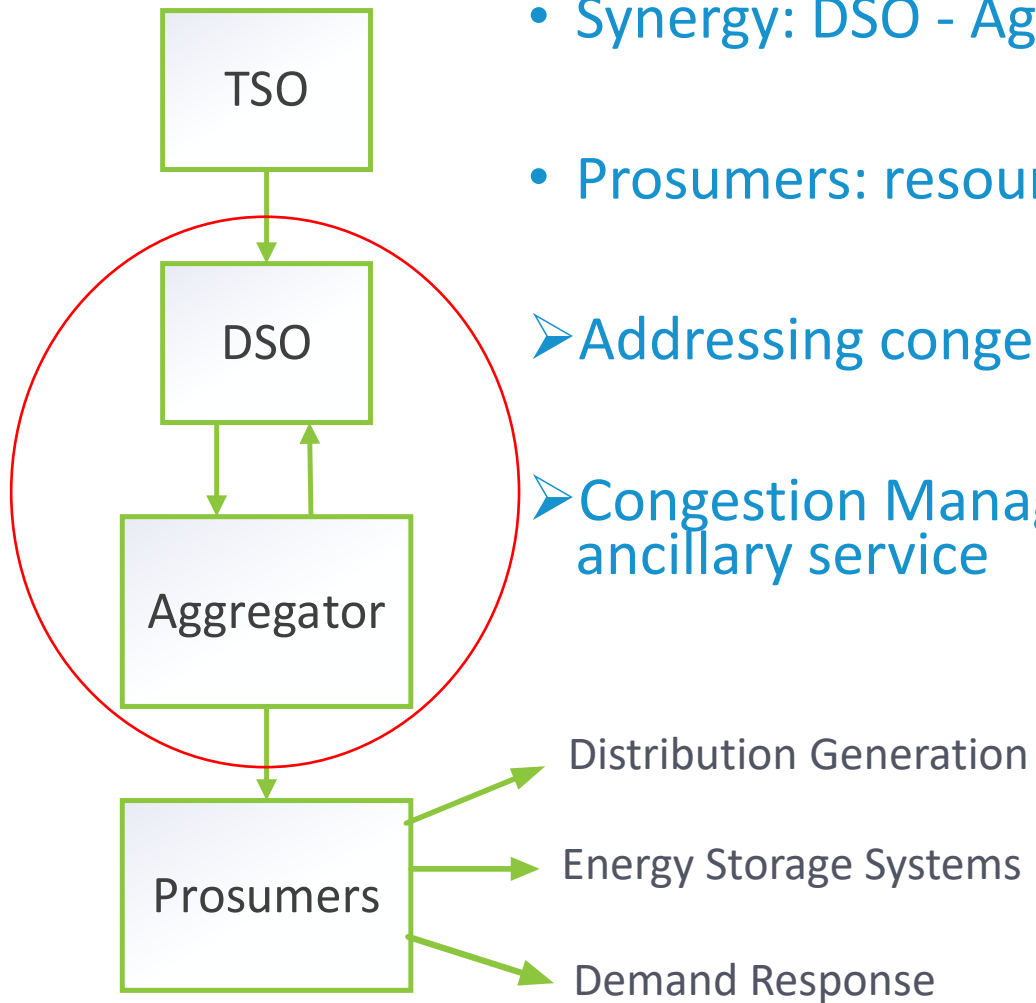 TSO
DSO
Aggregator
Prosumers
• Synergy: DSO - Ag
• Prosumers: resour
➢Addressing conge
➢Congestion Manag
ancillary service
Distribution Generation
Energy Storage Systems
Demand Response